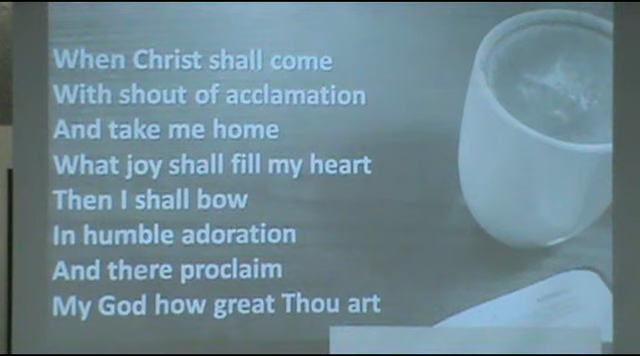 When Christ shall come
With shout of acclamation
And take me home
What joy shall fill my heart
Then I shall bow
In humble adoration
And there proclaim
My God how great Thou art